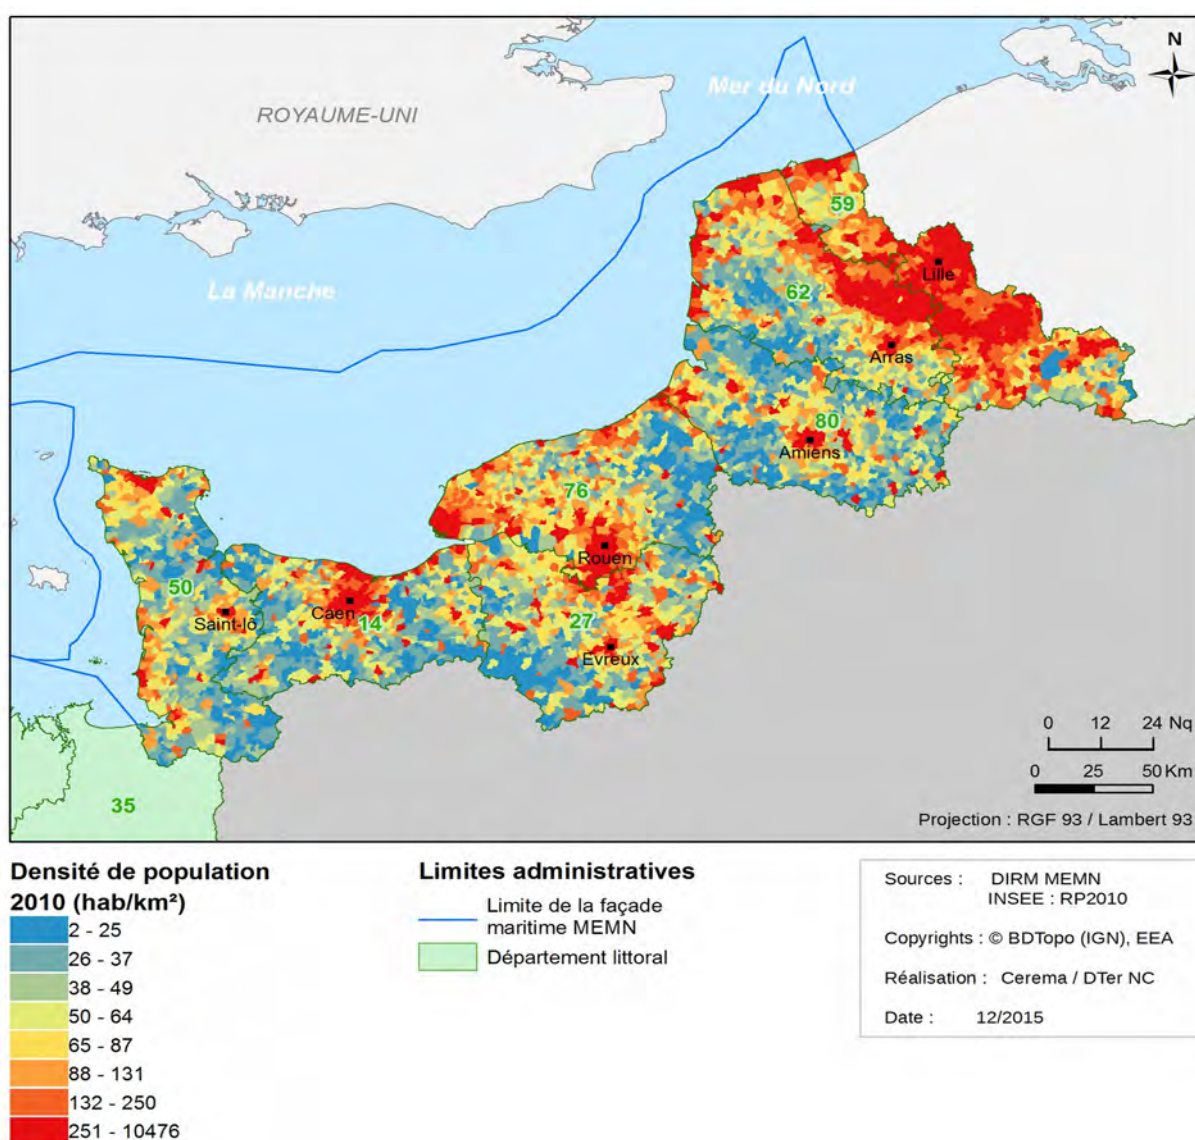 N
Mer du Nord
ROYAUME-UNI
59
Lille
La Manche
62
Arras
80
Amiens
76
Rouen
50
Saint-lô
Caen
14
27
Evreux
35
0 12 24 Nq
0 25 50 Km
Projection : RGF 93 / Lambert 93
Densité de population
2010 (hab/km²)
2 - 25
26 - 37
38 - 49
50 - 64
65 - 87
88 - 131
132 - 250
251 - 10476
Limites administratives
Limite de la façade
maritime MEMN
Département littoral
Sources : DIRM MEMN
INSEE : RP2010
Copyrights : © BDTopo (IGN), EEA
Réalisation : Cerema / DTer NC
Date : 12/2015